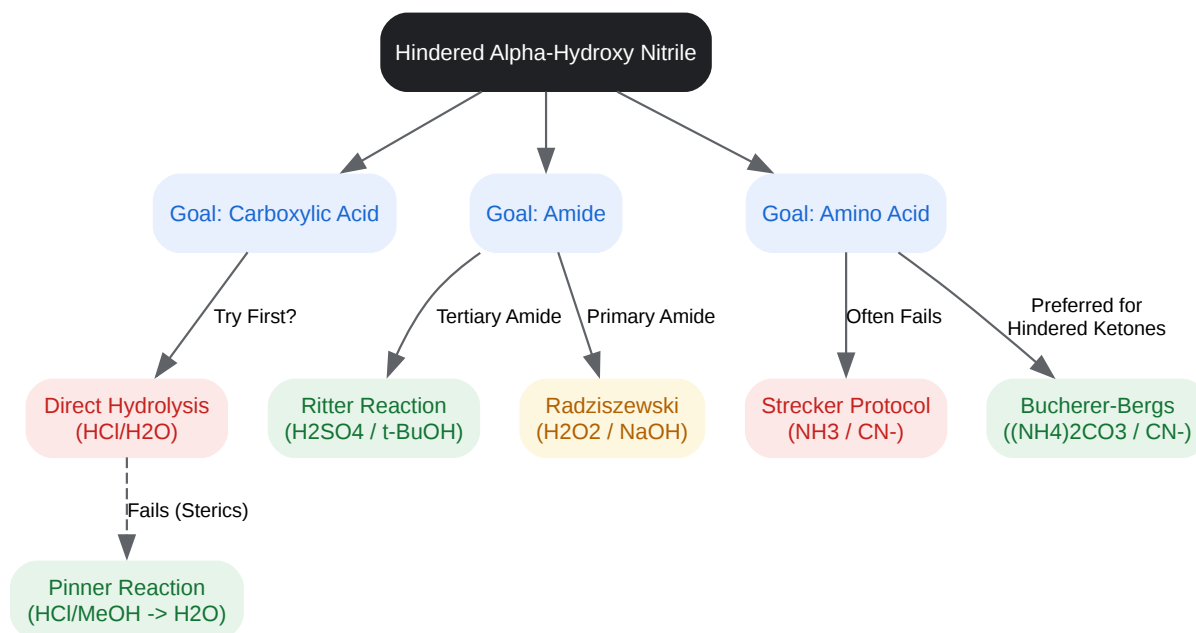 Hindered Alpha-Hydroxy Nitrile
Goal: Carboxylic Acid
Goal: Amide
Goal: Amino Acid
Try First?
Tertiary Amide
Primary Amide
Often Fails
Preferred for
Hindered Ketones
Direct Hydrolysis
(HCl/H2O)
Ritter Reaction
(H2SO4 / t-BuOH)
Radziszewski
(H2O2 / NaOH)
Strecker Protocol
(NH3 / CN-)
Bucherer-Bergs
((NH4)2CO3 / CN-)
Fails (Sterics)
Pinner Reaction
(HCl/MeOH -> H2O)